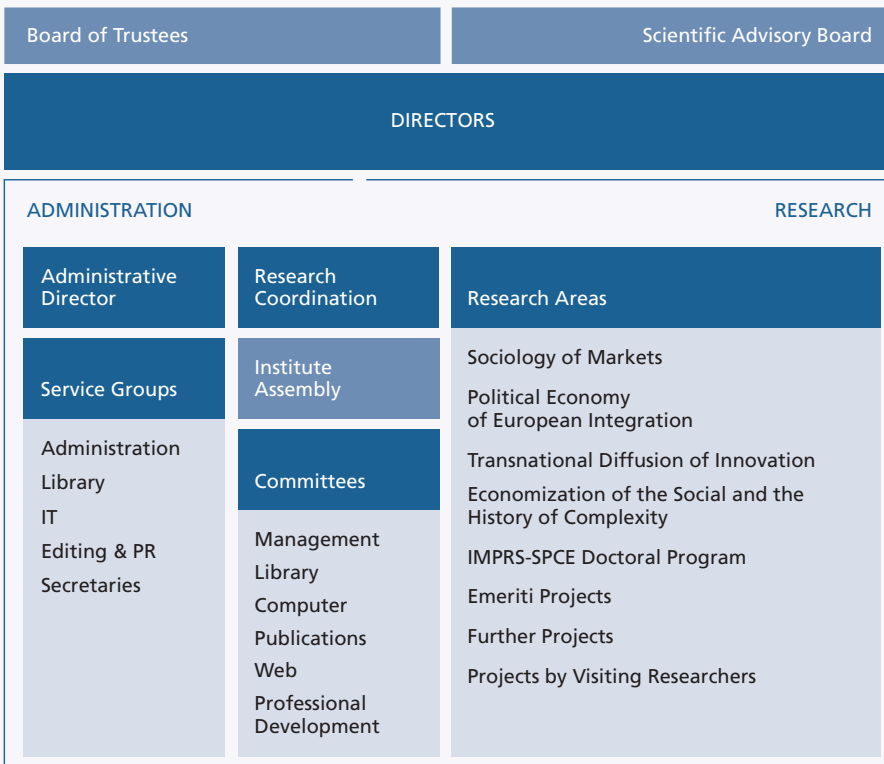 Board of Trustees
Scientific Advisory Board
DIRECTORS
ADMINISTRATION
RESEARCH
Administrative
Director
Service Groups
Administration
Library
IT
Editing & PR
Secretaries
Research
Coordination
Institute
Assembly
Committees
Management
Library
Computer
Publications
Web
Professional
Development
Research Areas
Sociology of Markets
Political Economy
of European Integration
Transnational Diffusion of Innovation
Economization of the Social and the
History of Complexity
IMPRS-SPCE Doctoral Program
Emeriti Projects
Further Projects
Projects by Visiting Researchers